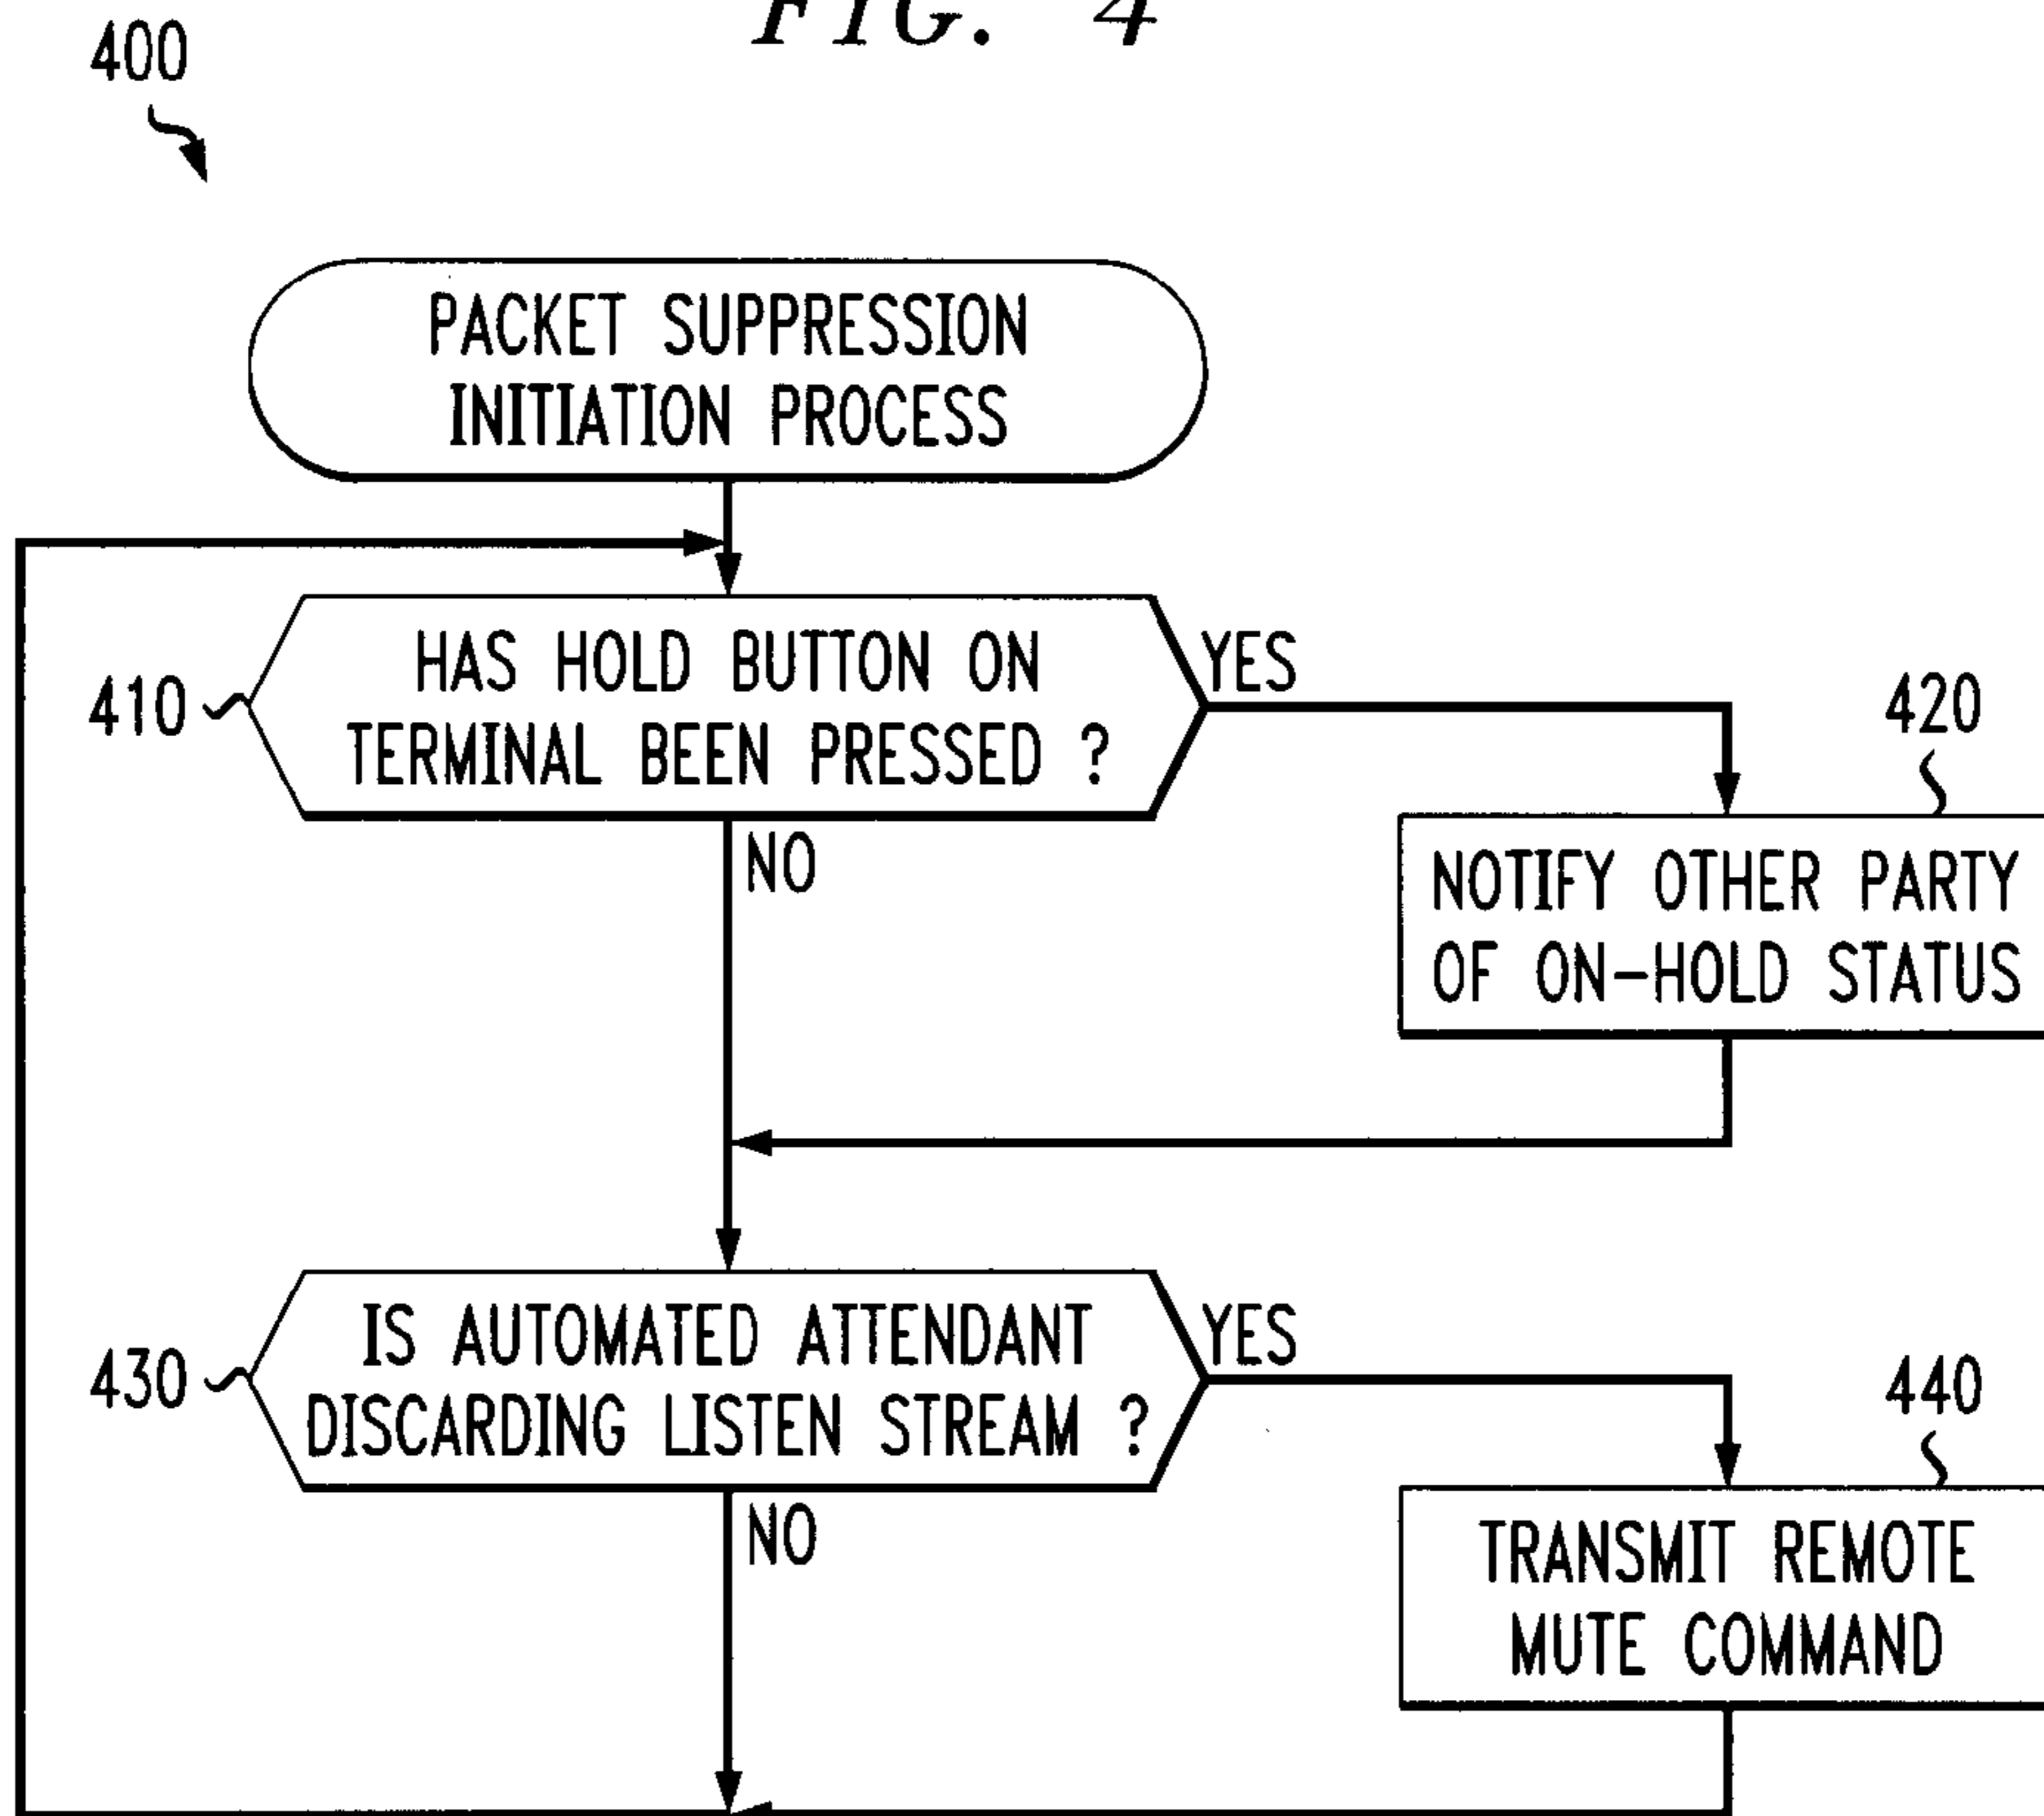 FIG. 4
400
PACKET SUPPRESSION
INITIATION PROCESS
410
HAS HOLD BUTTON ON
TERMINAL BEEN PRESSED ?
YES
NO
420
NOTIFY OTHER PARTY
OF ON-HOLD STATUS
430
IS AUTOMATED ATTENDANT
DISCARDING LISTEN STREAM ?
YES
NO
440
TRANSMIT REMOTE
MUTE COMMAND